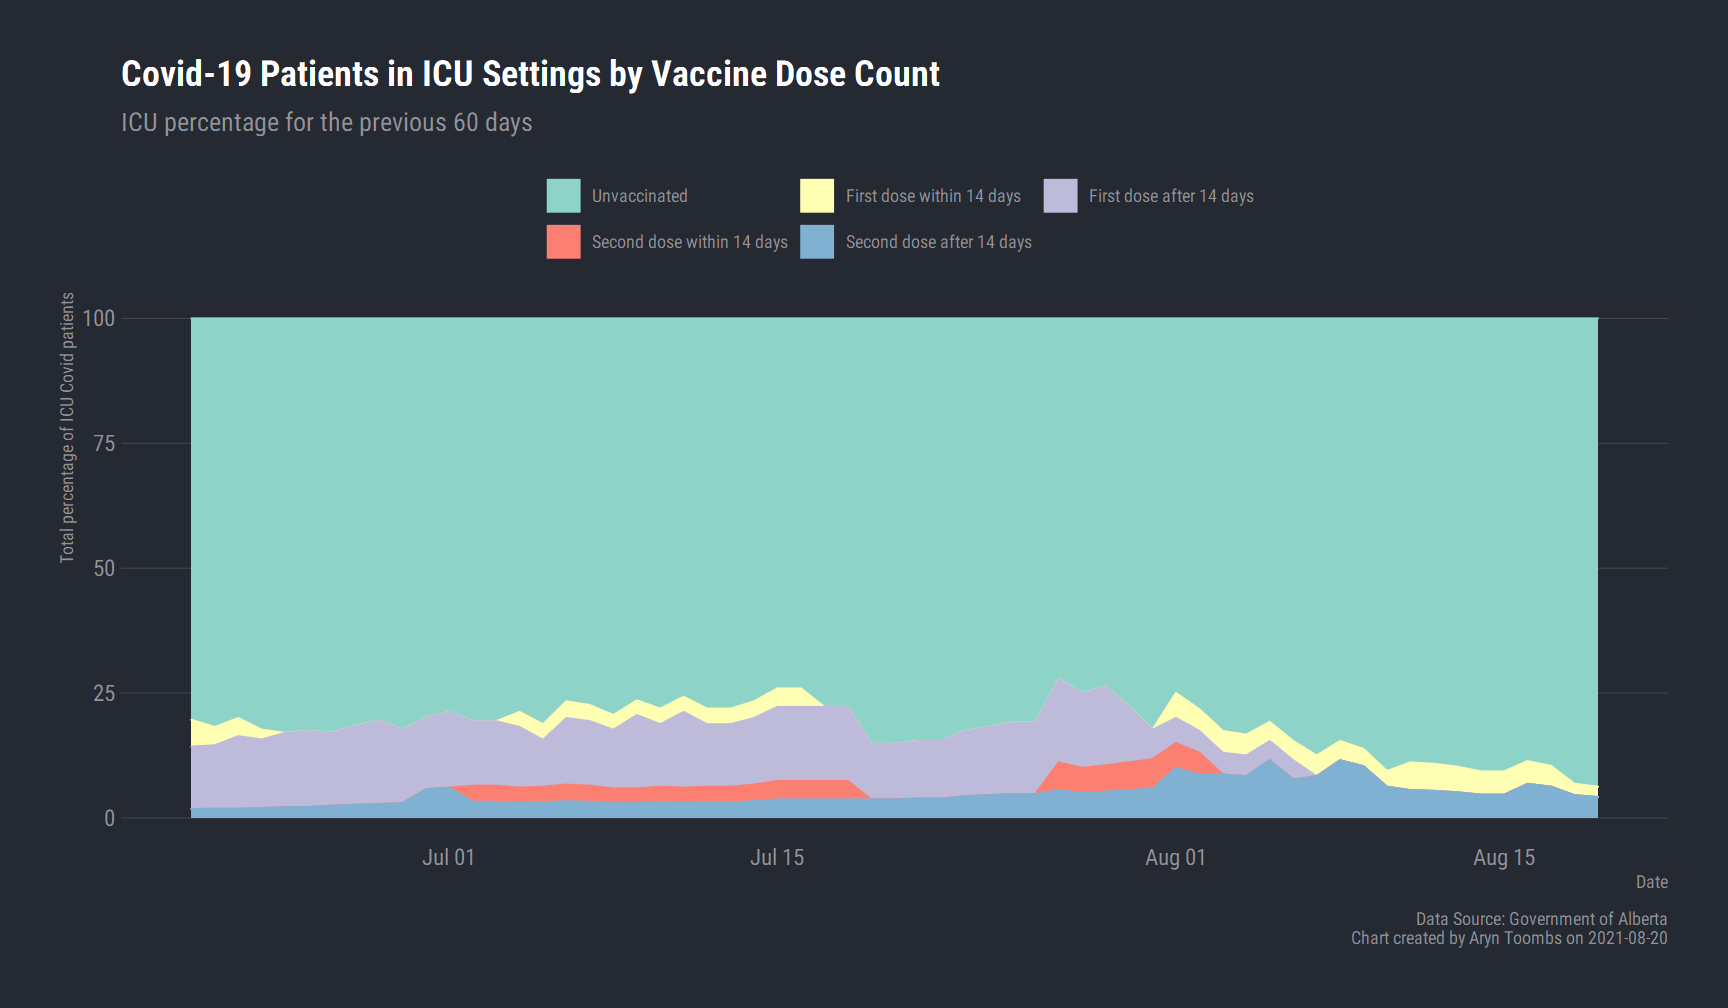 Covid-19 Patients in ICU Settings by Vaccine Dose Count
ICU percentage for the previous 60 days
Unvaccinated
First dose within 14 days
First dose after 14 days
Second dose within 14 days
Second dose after 14 days
Total percentage of ICU Covid patients
100
75
50
25
0
Jul 01
Jul 15
Aug 01
Aug 15
Date
Data Source: Government of Alberta
Chart created by Aryn Toombs on 2021-08-20